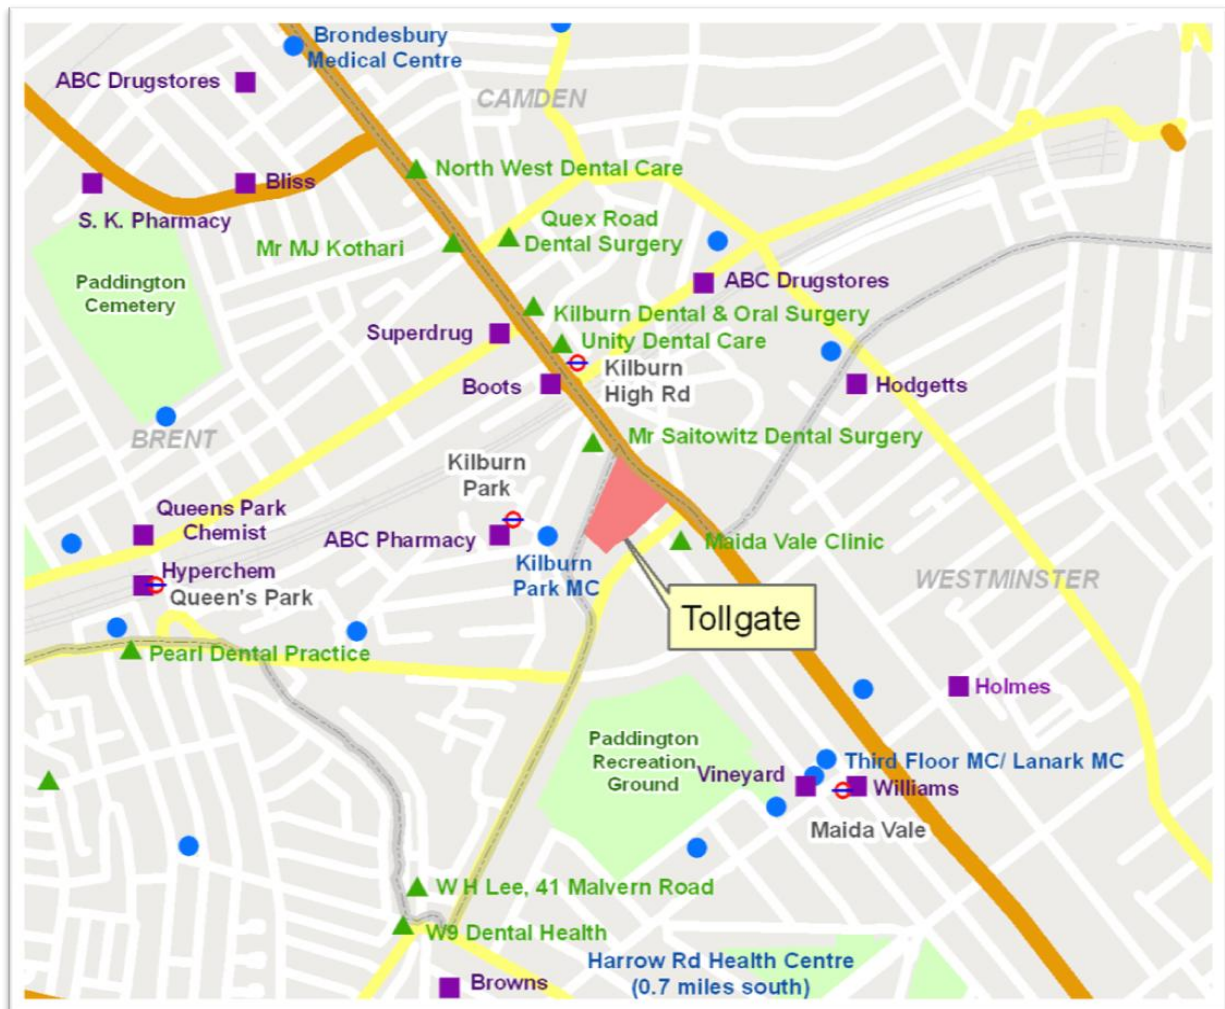 Brondesbury
Medical Centre
ABC Drugstores
CAMDEN
North West Dental Care
Bliss
S. K. Pharmacy
Quex Road
Dental Surgery
Mr MJ Kothari
Paddington
Cemetery
ABC Drugstores
Kilburn Dental & Oral Surgery
Superdrug
Unity Dental Care
Kilburn
High Rd
Boots
Hodgetts
BRENT
Mr Saitowitz Dental Surgery
Kilburn
Park
Queens Park
Chemist
ABC Pharmacy
Maida Vale Clinic
Kilburn
Park MC
Hyperchem
Queen's Park
WESTMINSTER
Tollgate
Pearl Dental Practice
Holmes
Paddington
Recreation
Ground
Vineyard
Third Floor MC/ Lanark MC
Williams
Maida Vale
W H Lee, 41 Malvern Road
W9 Dental Health
Harrow Rd Health Centre
(0.7 miles south)
Browns